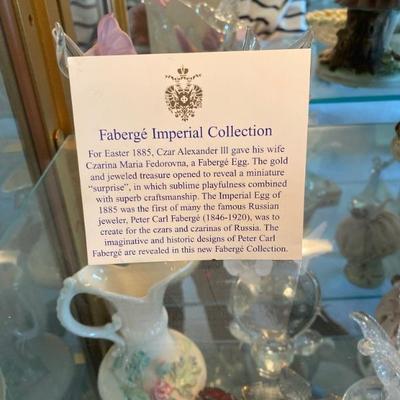 Fabergé Imperial Collection
For Easter 1885, Czar Alexander lll gave his wife
Czarina Maria Fedorovna, a Fabergé Egg. The gold
and jeweled treasure opened to reveal a miniature
“surprise”, in which sublime playfulness combined
with superb craftsmanship. The Imperial Egg of
1885 was the first of many the famous Russian
jeweler, Peter Carl Fabergé (1846-1920), was to
create for the czars and czarinas of Russia. The
imaginative and historic designs of Peter Carl
Fabergé are revealed in this new Fabergé Collection.